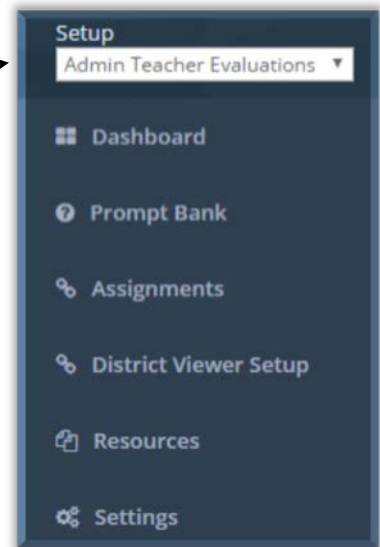 Setup
Admin Teacher Evaluations
Dashboard
Prompt Bank
Assignments
District Viewer Setup
Resources
Settings